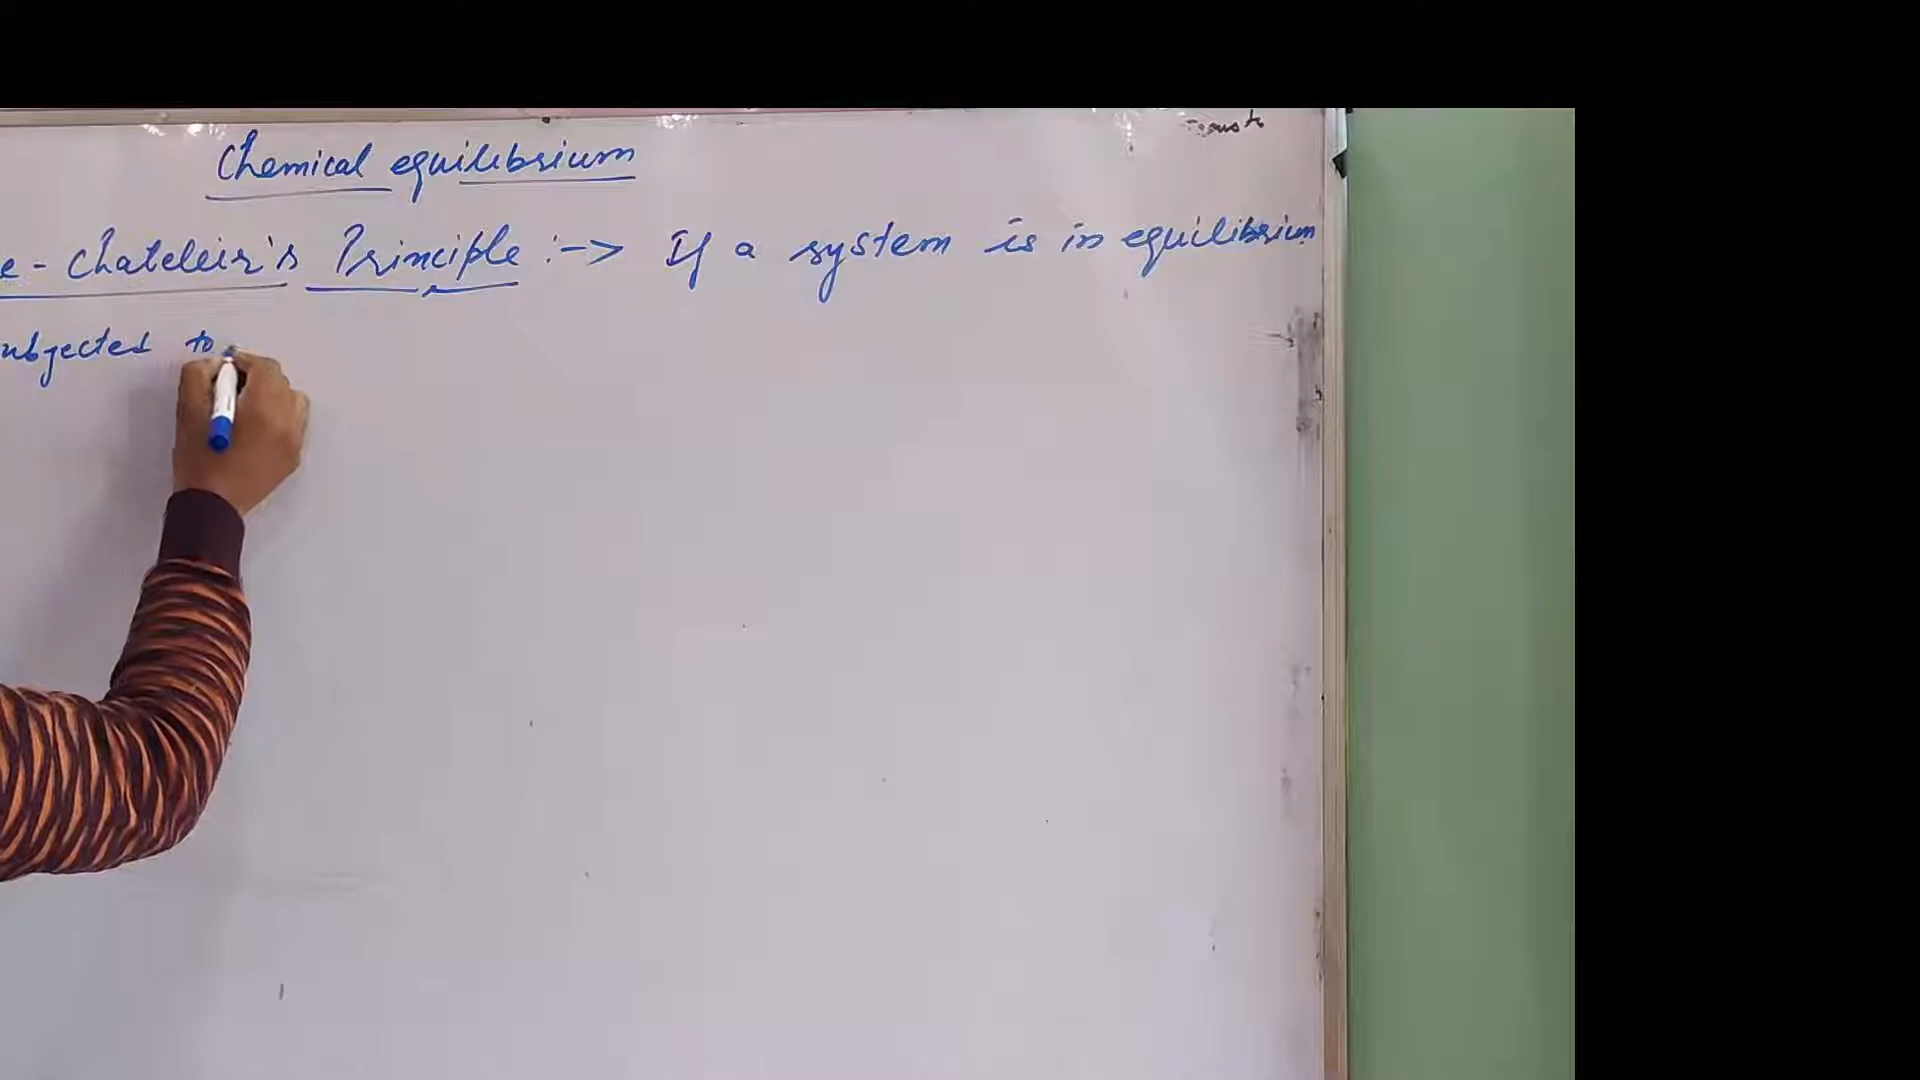 Chemical equilibrium
e-Chateleir's Principle :-> If a system is in equilibrium
ubjected to